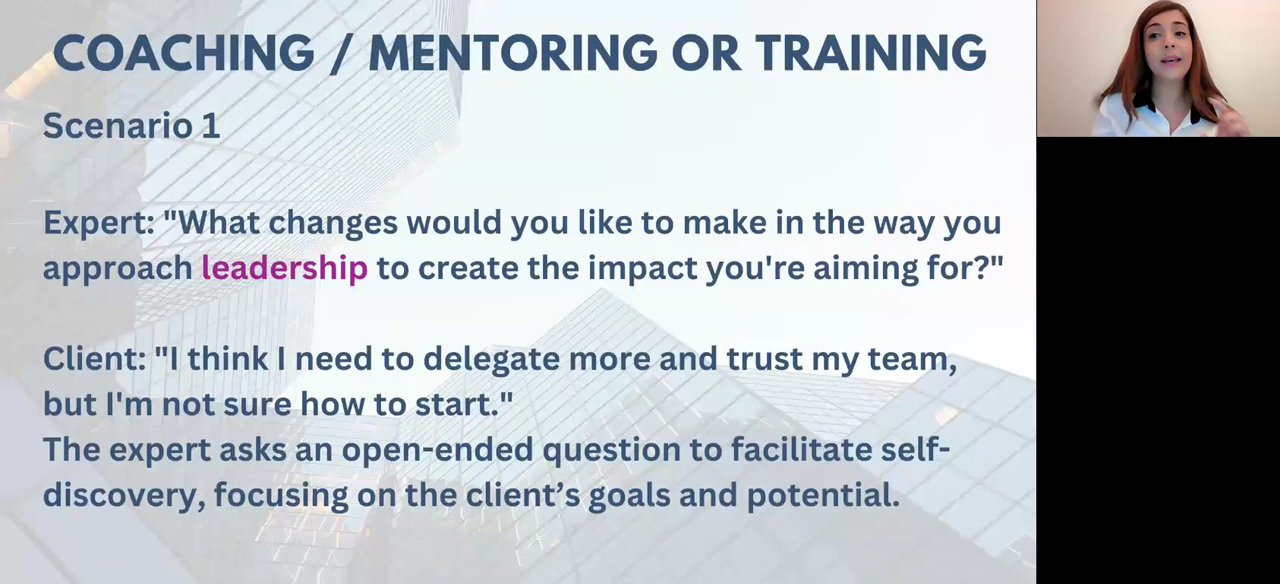 COACHING / MENTORING OR TRAINING
Scenario 1
Expert: "What changes would you like to make in the way you
approach leadership to create the impact you're aiming for?"
Client: "I think I need to delegate more and trust my team,
but I'm not sure how to start."
The expert asks an open-ended question to facilitate self-
discovery, focusing on the client’s goals and potential.